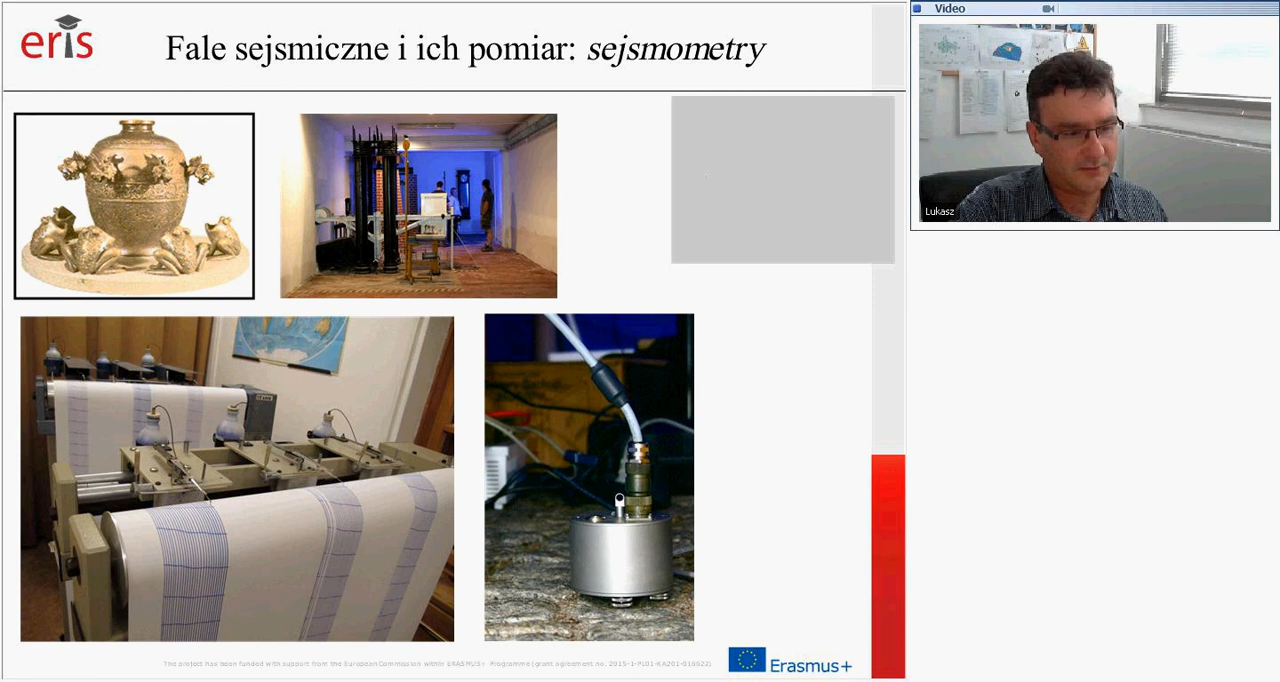 eris
Fale sejsmiczne i ich pomiar: sejsmometry
Video
Lukasz
The project has been funded with support from the European Commission within ERASMUS+ Programme (grant agreement no. 2015-1-PL01-KA201-016622)
Erasmus+